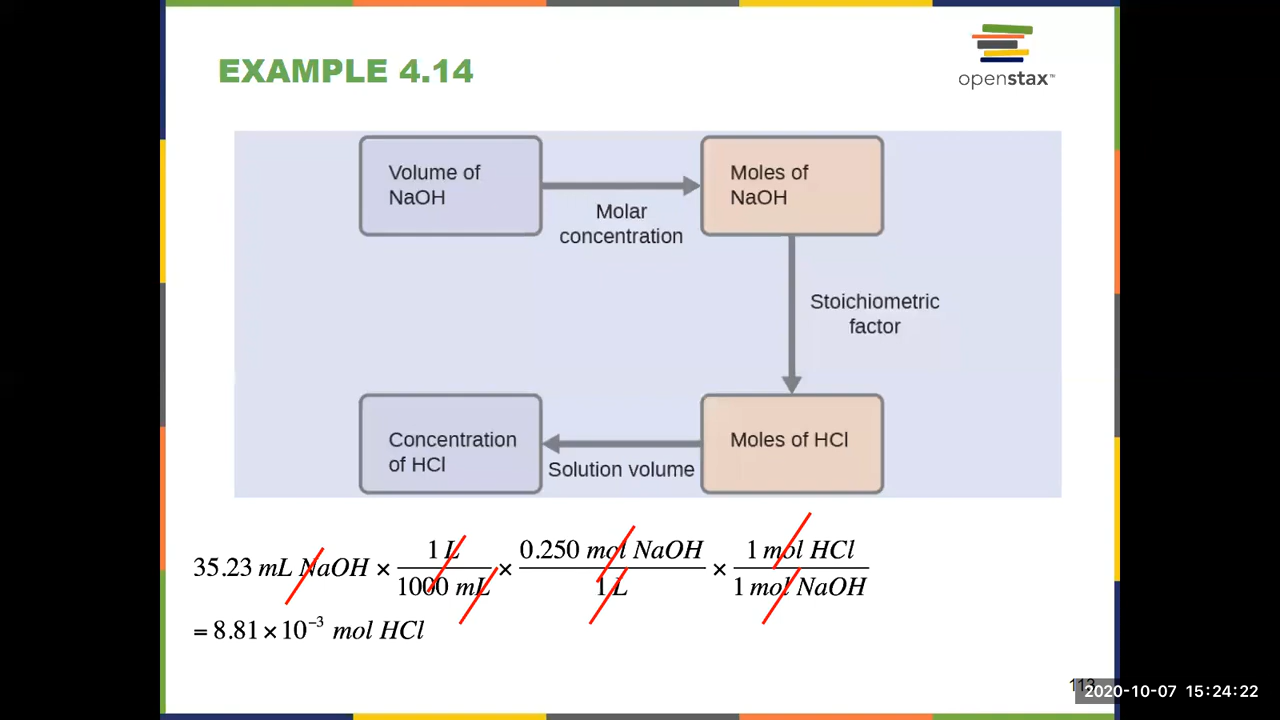 EXAMPLE 4.14
openstax™
Volume of
NaOH
Molar
concentration
Moles of
NaOH
Stoichiometric
factor
Moles of HCl
Solution volume
Concentration
of HCl
35.23 mL NaOH × 1 L / 1000 mL × 0.250 mol NaOH / 1 L × 1 mol HCl / 1 mol NaOH
= 8.81×10⁻³ mol HCl
2020-10-07 15:24:22